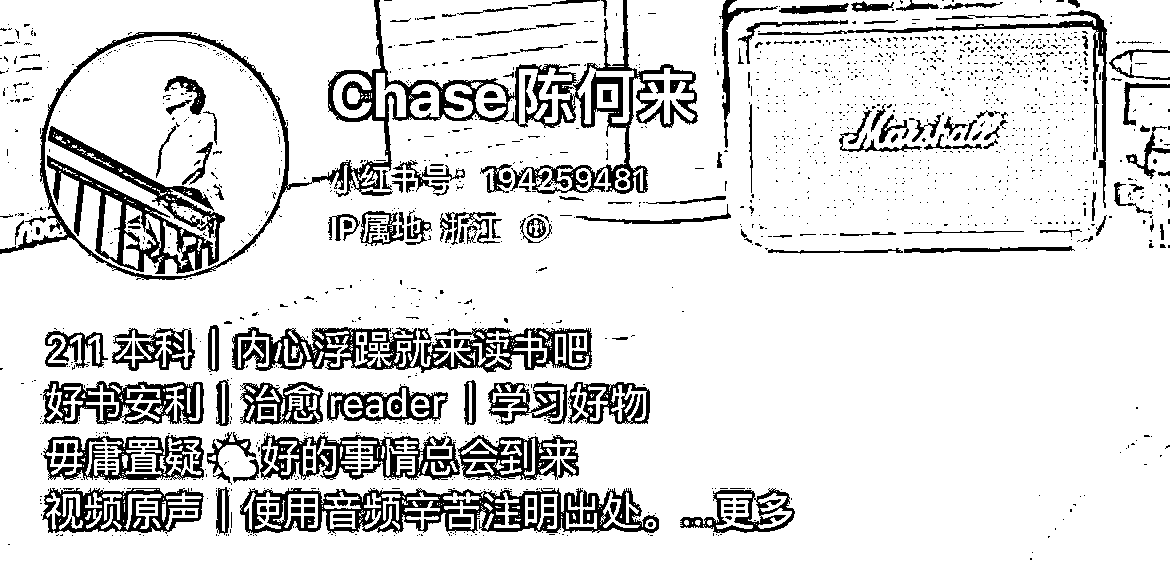 Chase陈何来
Marshall
小红书号：194259481
IP属地：浙江
211 本科｜内心浮躁就来读书吧
好书安利｜治愈 reader｜学习好物
毋庸置疑🌤好的事情总会到来
视频原声｜使用音频辛苦注明出处。...更多